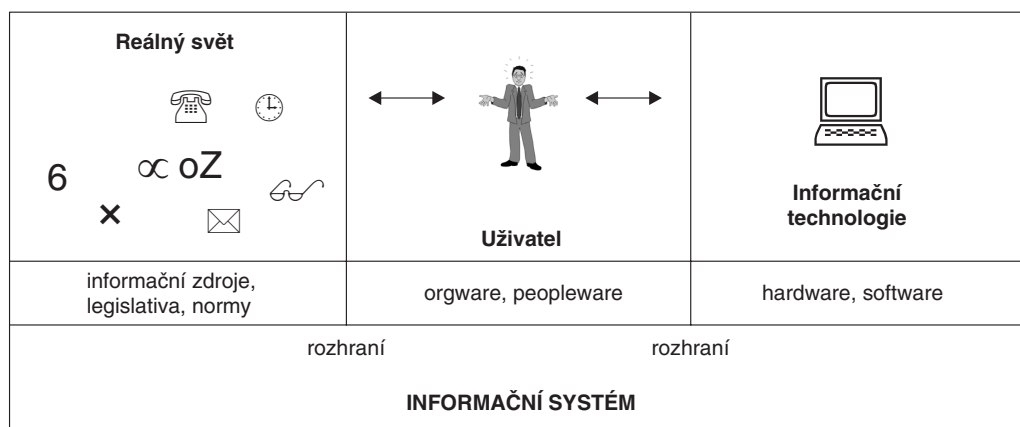 Reálný svět
6
∝ oZ
×
Uživatel
Informační
technologie
informační zdroje,
legislativa, normy
orgware, peopleware
hardware, software
rozhraní
rozhraní
INFORMAČNÍ SYSTÉM